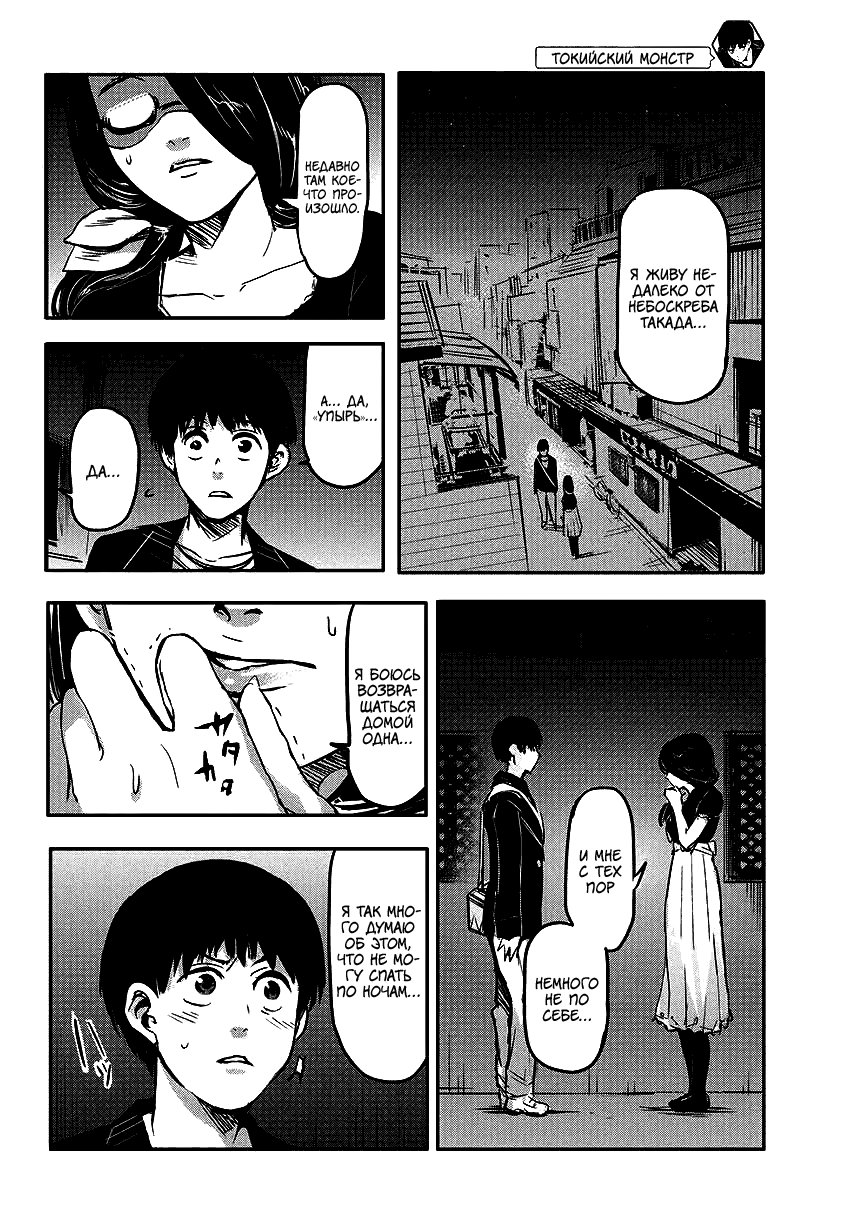 ТОКИЙСКИЙ МОНСТР
Я ЖИВУ НЕ-
ДАЛЕКО ОТ
НЕБОСКРЕБА
ТАКАДА...
НЕДАВНО
ТАМ КОЕ-
ЧТО ПРО-
ИЗОШЛО.
А... ДА,
«УПЫРЬ»...
ДА...
И МНЕ
С ТЕХ
ПОР
НЕМНОГО
НЕ ПО
СЕБЕ...
Я БОЮСЬ
ВОЗВРА-
ЩАТЬСЯ
ДОМОЙ
ОДНА...
Я ТАК МНО-
ГО ДУМАЮ
ОБ ЭТОМ,
ЧТО НЕ МО-
ГУ СПАТЬ
ПО НОЧАМ...